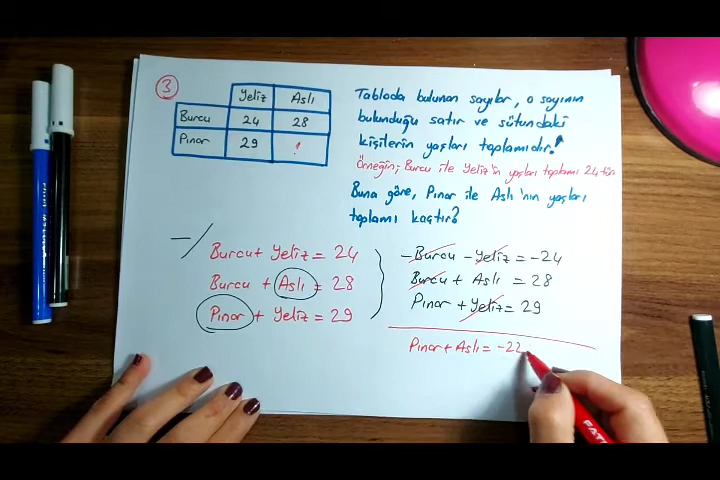 ③
Yeliz Aslı
Burcu 24 28
Pınar 29 ?
Tabloda bulunan sayılar, o sayının
bulunduğu satır ve sütundaki
kişilerin yaşları toplamıdır.
Örneğin; Burcu ile Yeliz'in yaşları toplamı 24 tür.
Buna göre, Pınar ile Aslı'nın yaşları
toplamı kaçtır?
-/
Burcu + Yeliz = 24
Burcu + Aslı = 28
Pınar + Yeliz = 29
-Burcu - Yeliz = -24
Burcu + Aslı = 28
Pınar + Yeliz = 29
Pınar + Aslı = -22